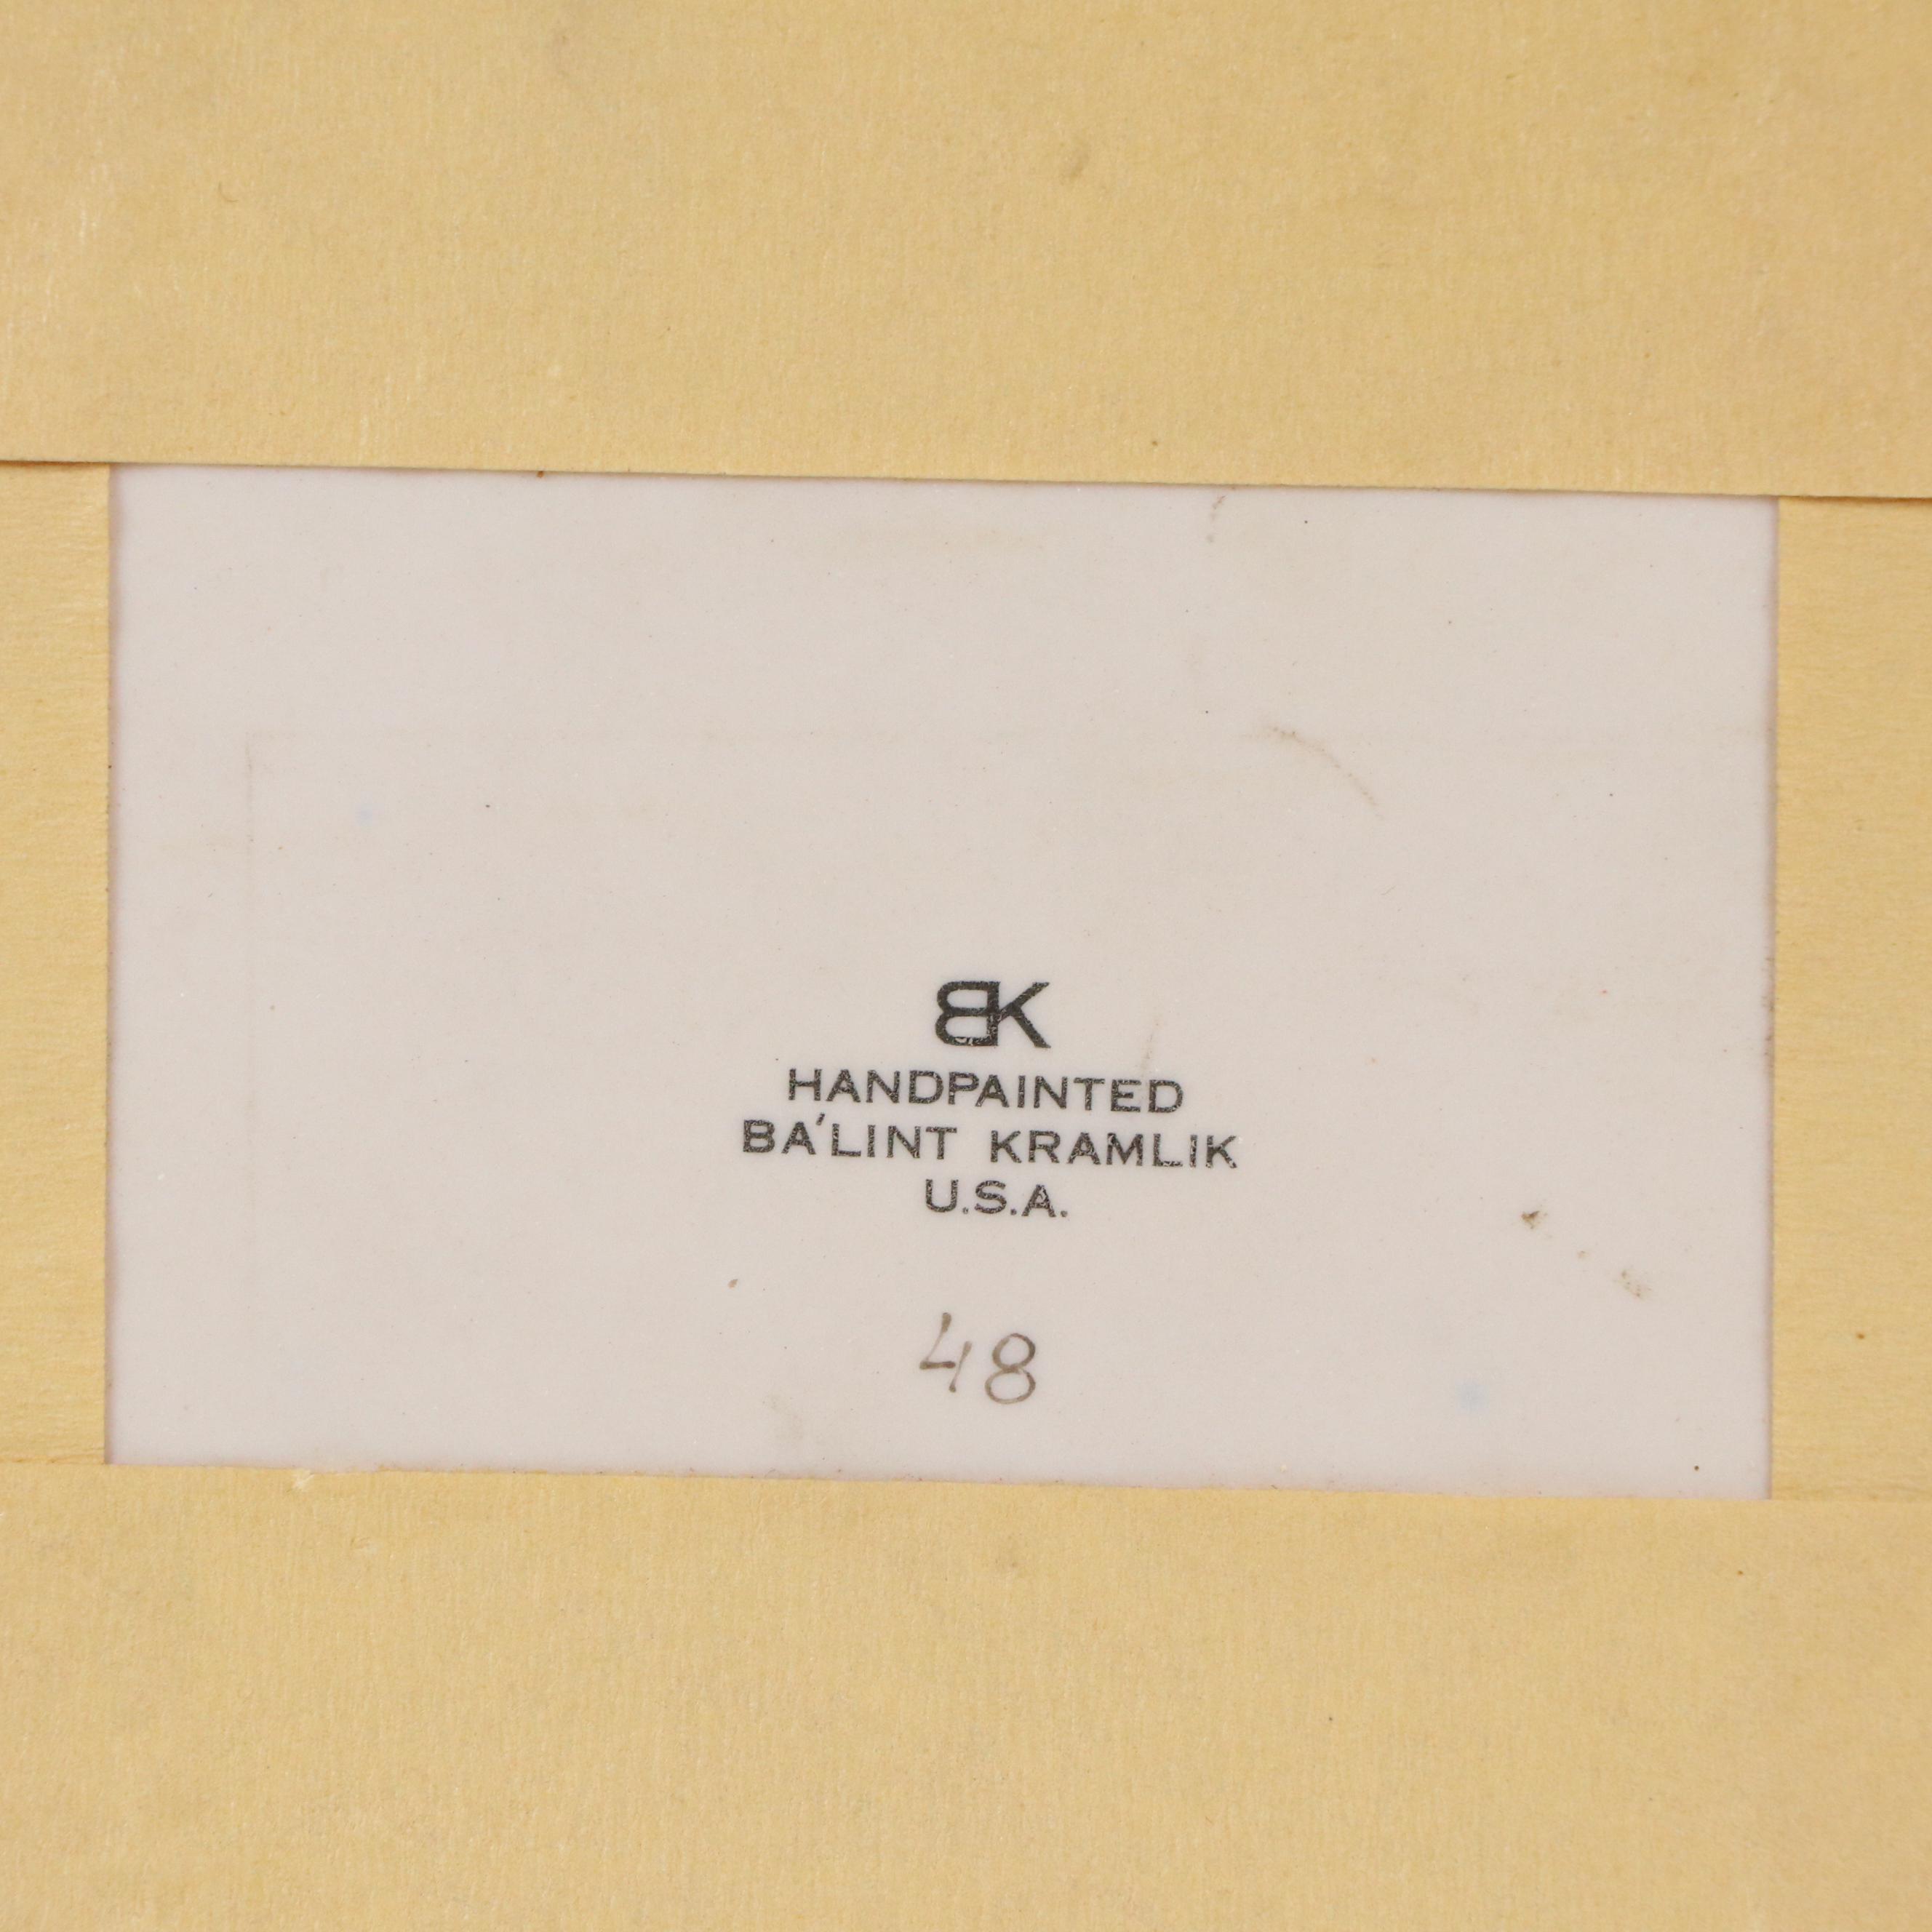 BK
HANDPAINTED
BA'LINT KRAMLIK
U.S.A.
48